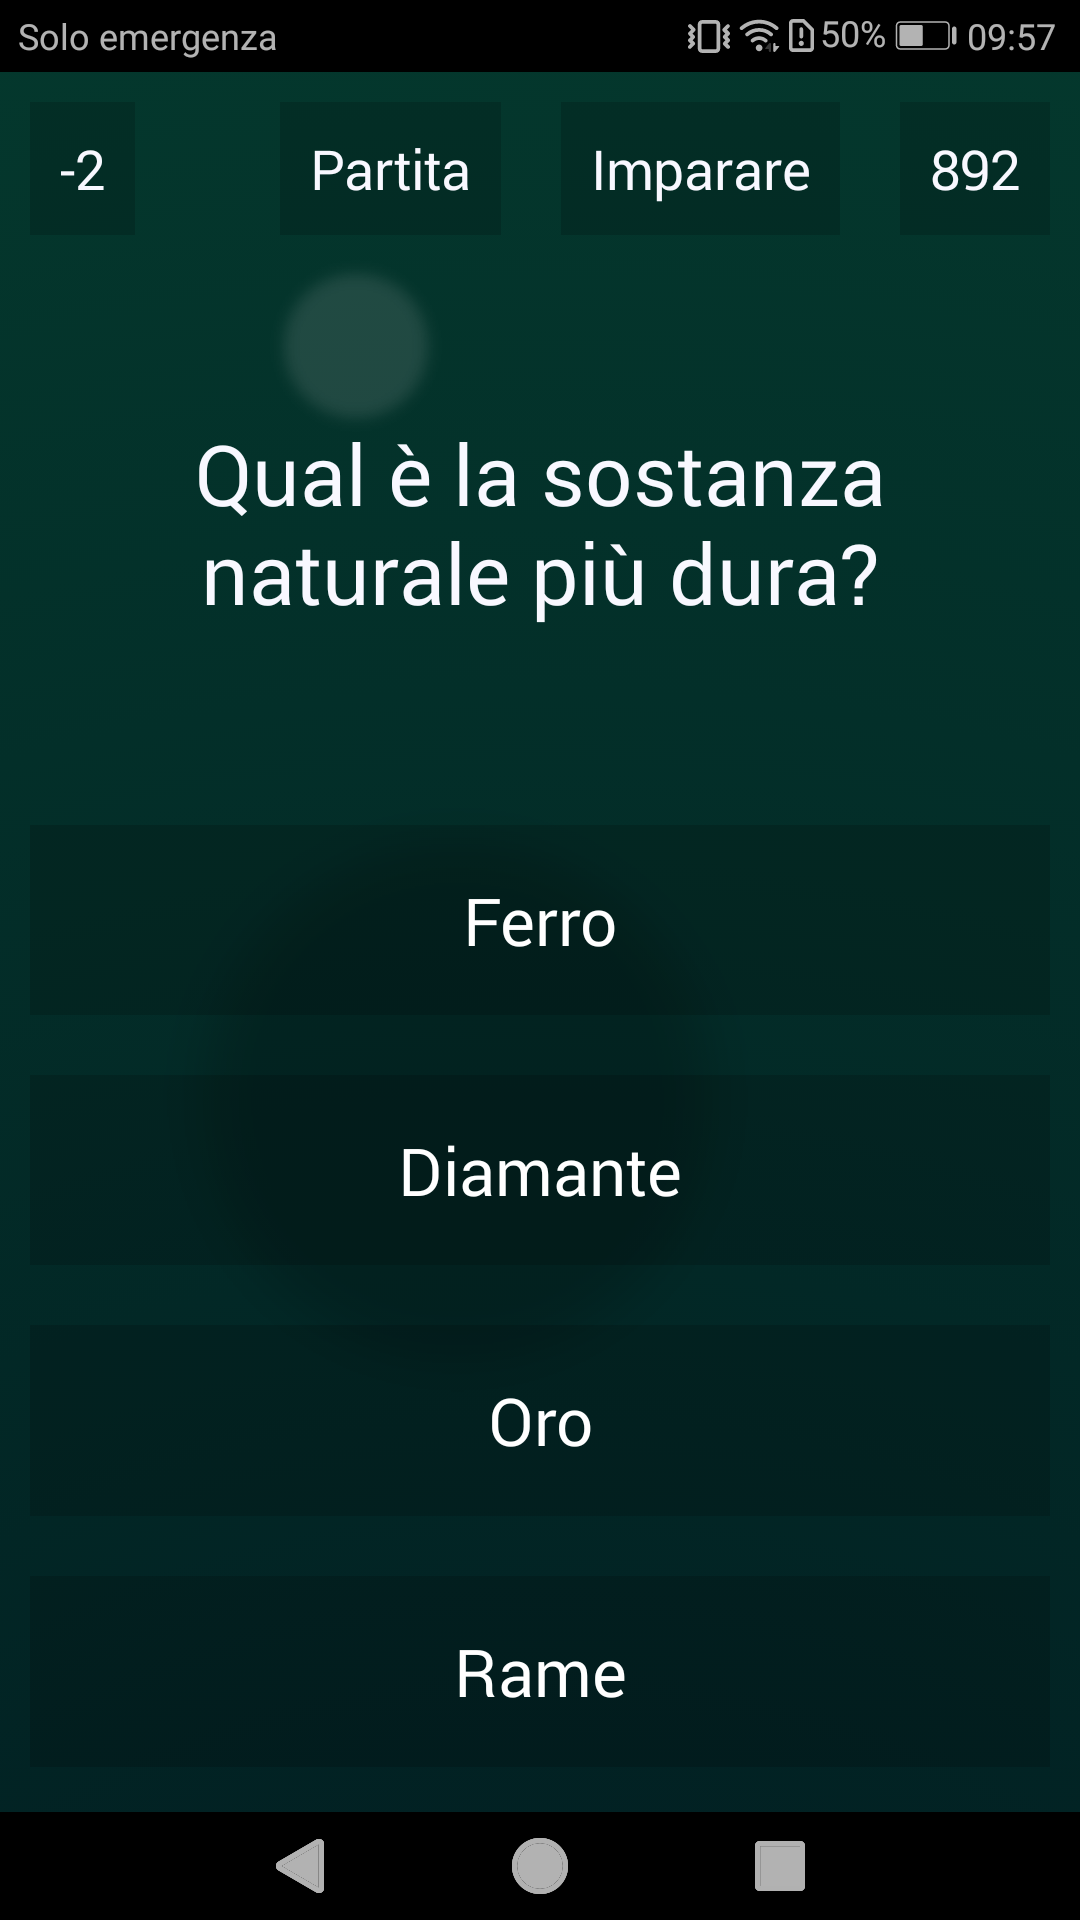 Solo emergenza 50% 09:57
-2 Partita Imparare 892
Qual è la sostanza
naturale più dura?
Ferro
Diamante
Oro
Rame